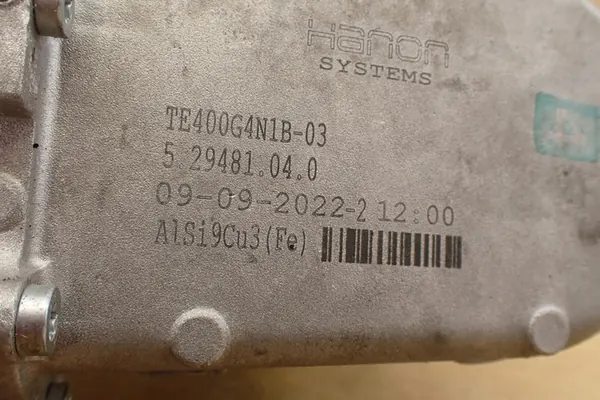 Hanon
SYSTEMS
TE400G4N1B-03
5 29481.04.0
09-09-2022-2 12:00
AlSi9Cu3(Fe)